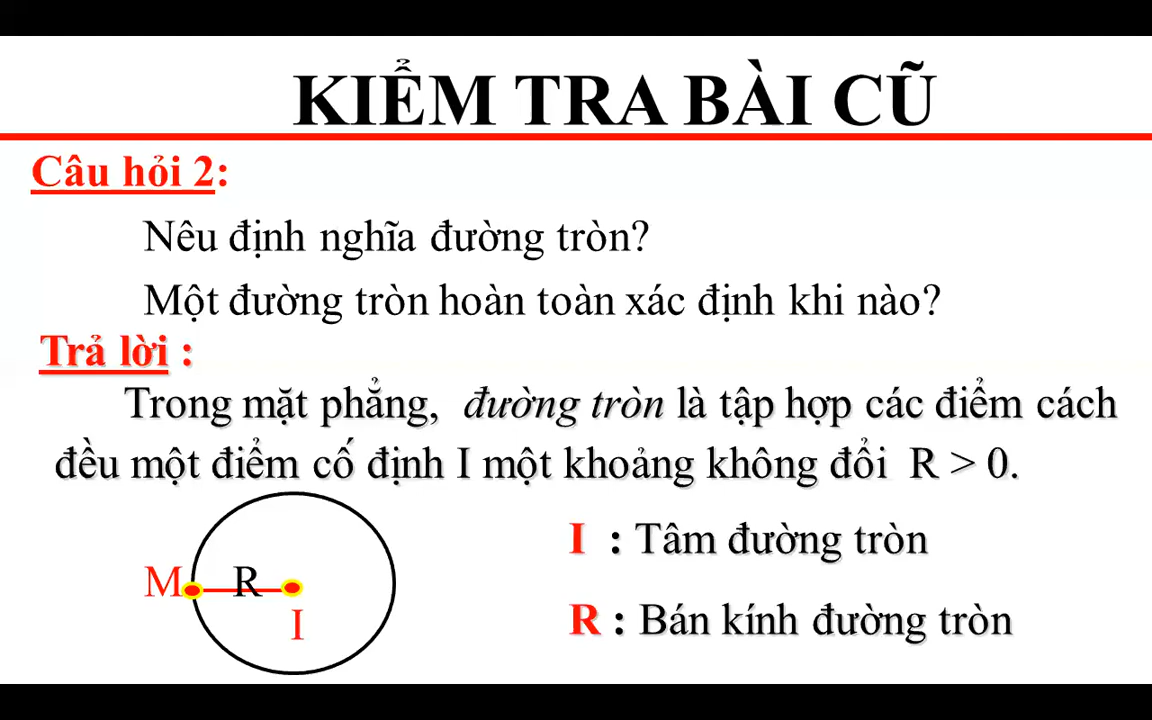 KIỂM TRA BÀI CŨ
Câu hỏi 2:
Nêu định nghĩa đường tròn?
Một đường tròn hoàn toàn xác định khi nào?
Trả lời :
Trong mặt phẳng, đường tròn là tập hợp các điểm cách
đều một điểm cố định I một khoảng không đổi R > 0.
I : Tâm đường tròn
M R
I
R : Bán kính đường tròn